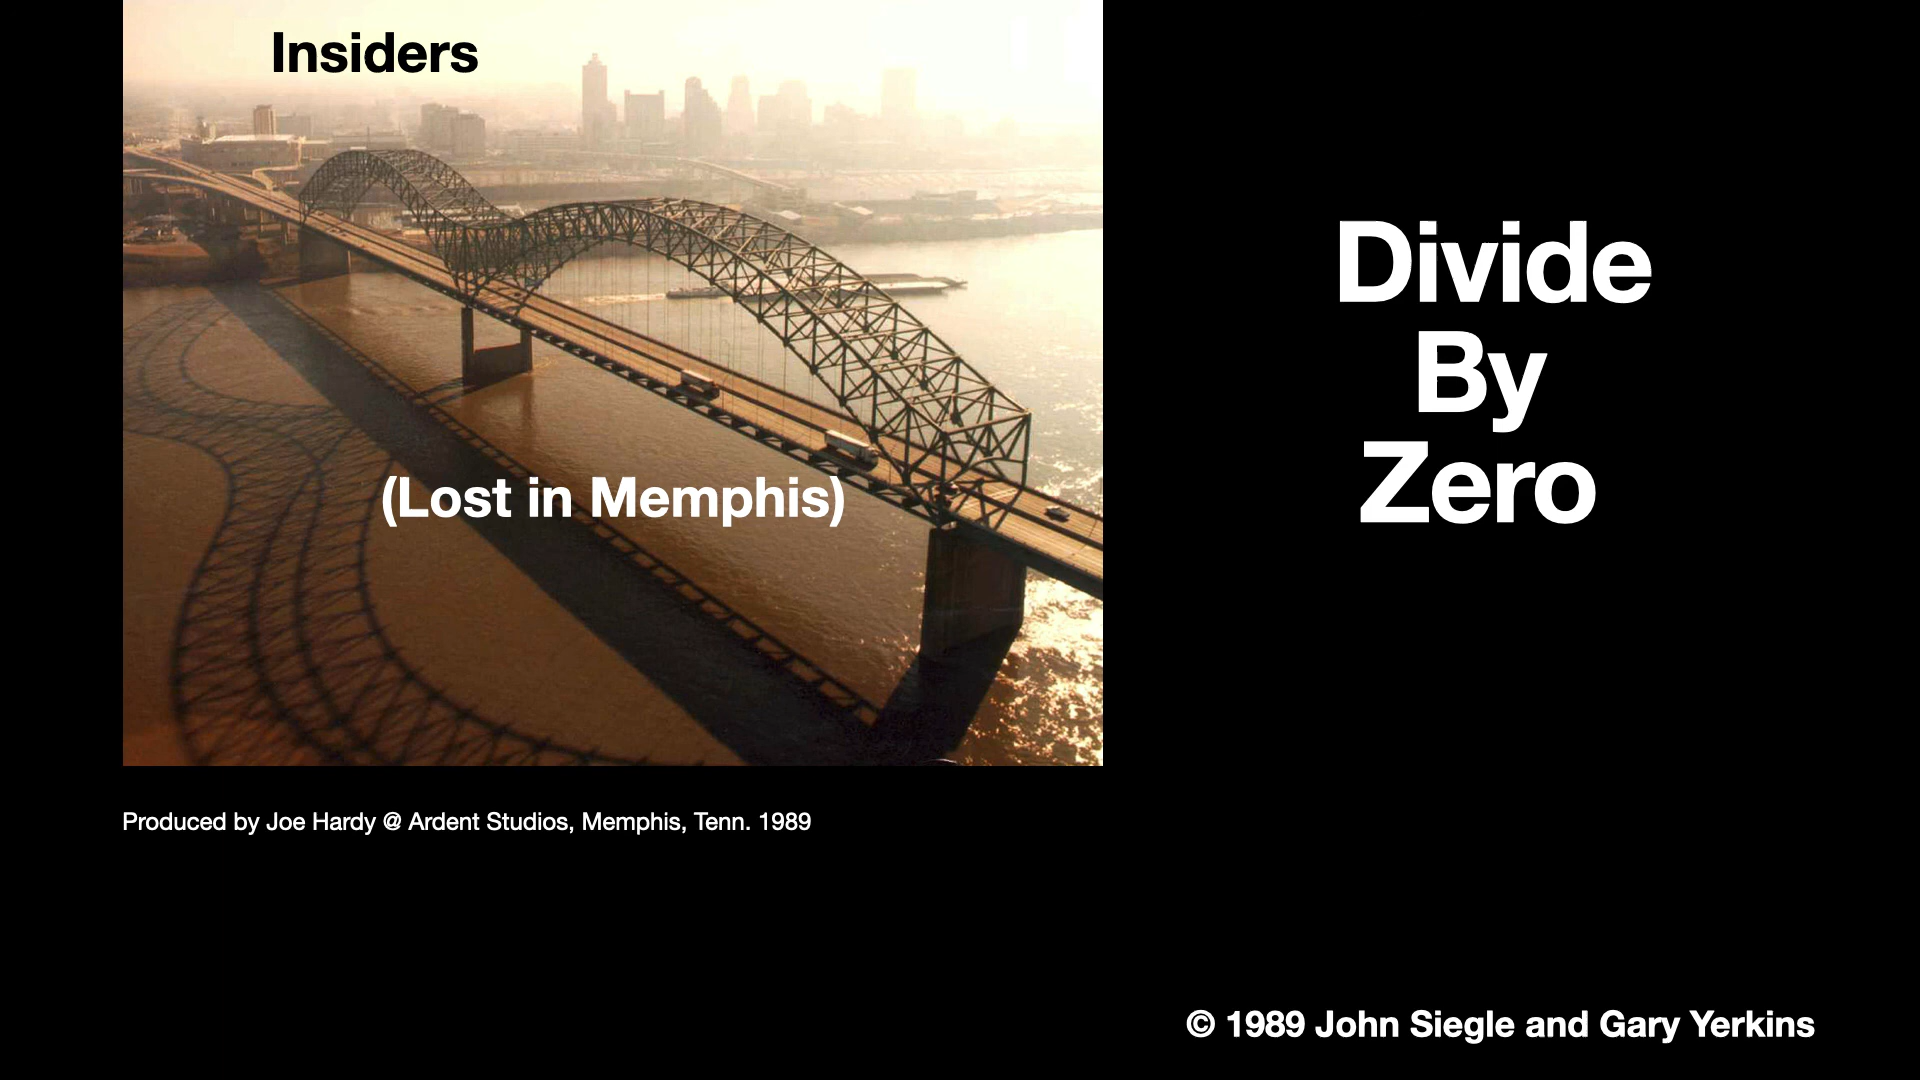 Insiders
(Lost in Memphis)
Divide
By
Zero
Produced by Joe Hardy @ Ardent Studios, Memphis, Tenn. 1989
© 1989 John Siegle and Gary Yerkins